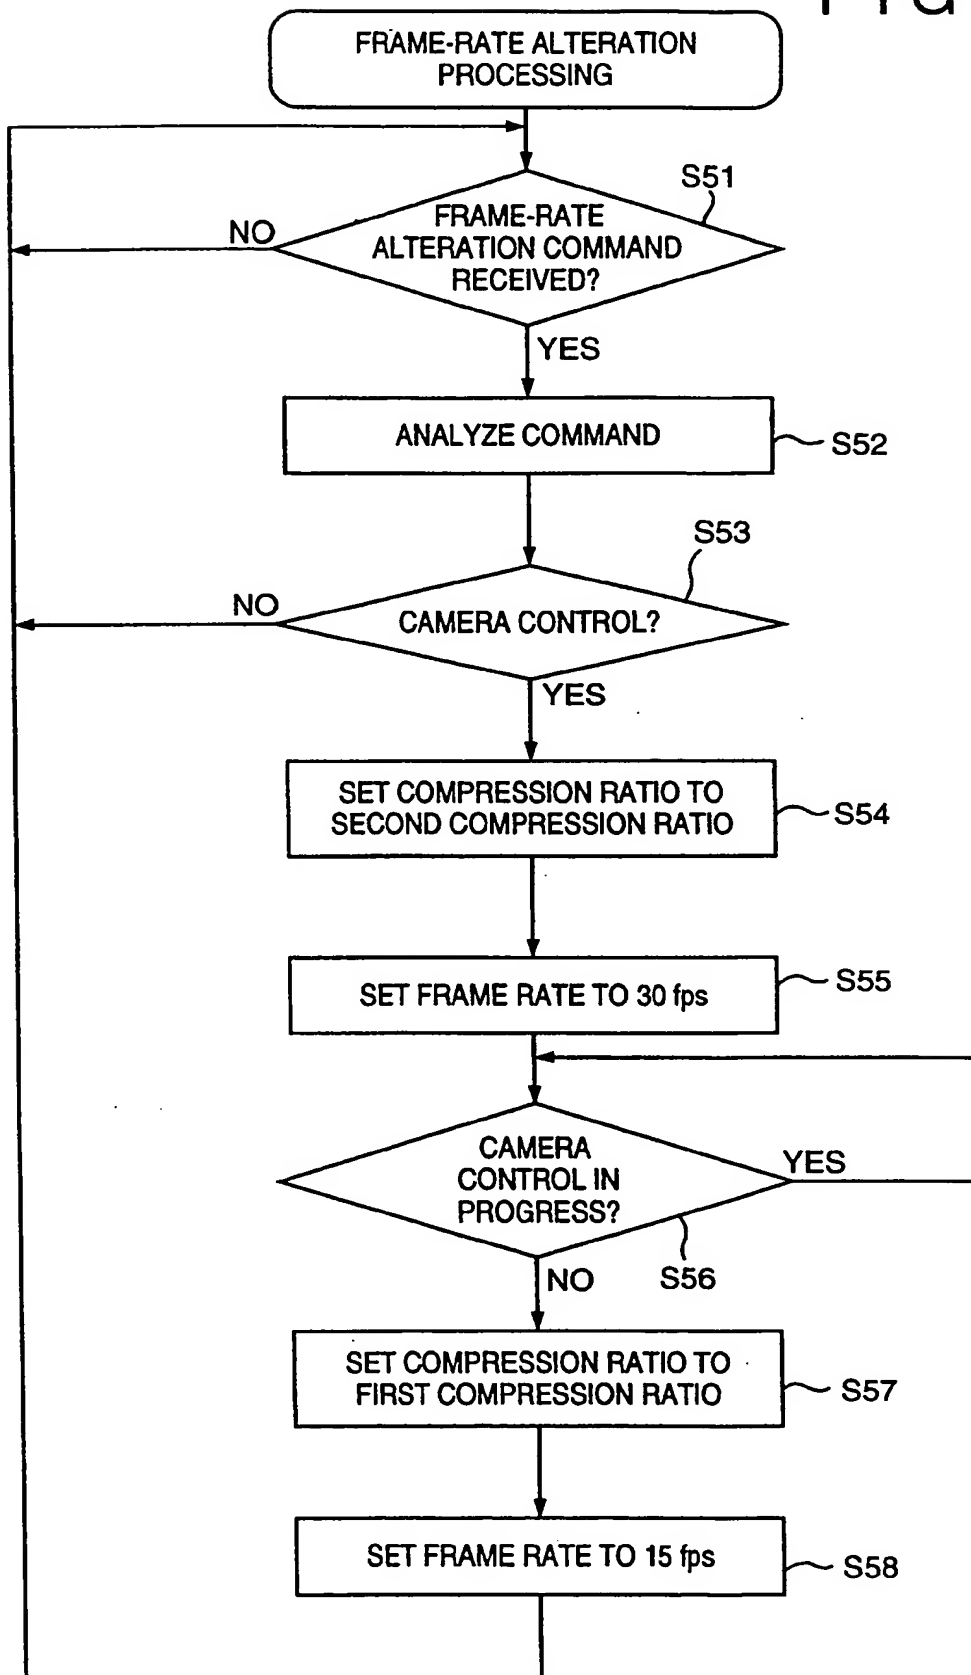 FRAME-RATE ALTERATION
PROCESSING
S51
FRAME-RATE
ALTERATION COMMAND
RECEIVED?
NO
YES
ANALYZE COMMAND
S52
S53
NO
CAMERA CONTROL?
YES
SET COMPRESSION RATIO TO
SECOND COMPRESSION RATIO
S54
SET FRAME RATE TO 30 fps
S55
CAMERA
CONTROL IN
PROGRESS?
YES
S56
NO
SET COMPRESSION RATIO TO
FIRST COMPRESSION RATIO
S57
SET FRAME RATE TO 15 fps
S58